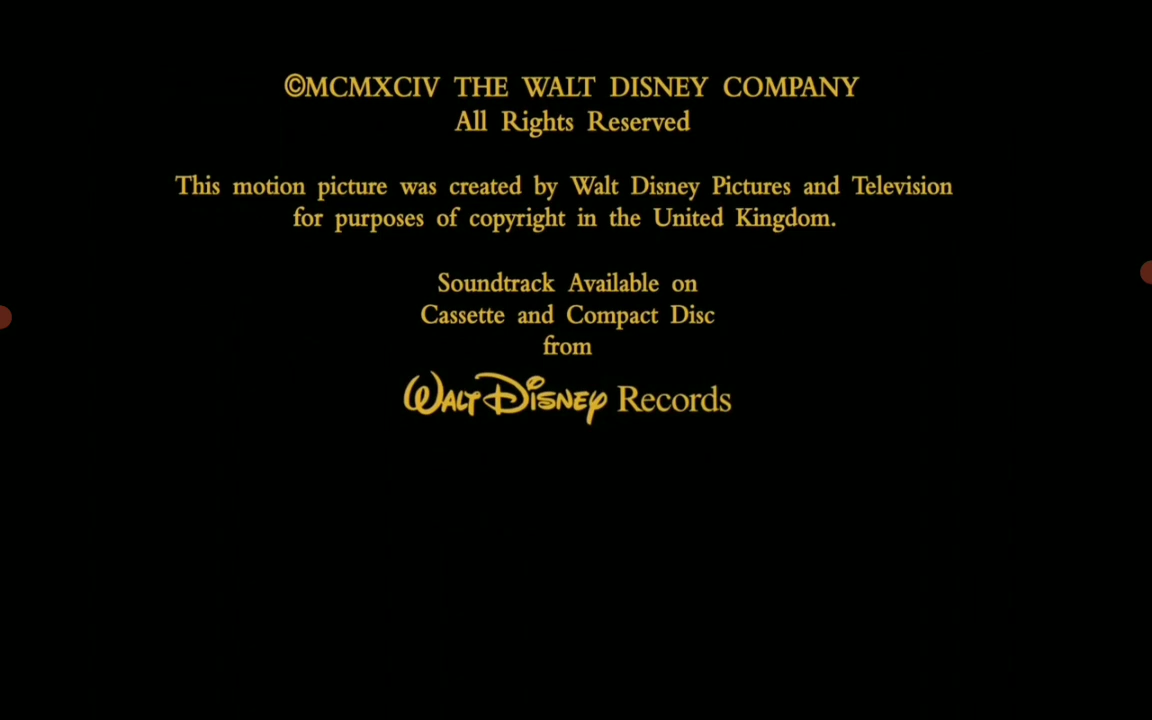 ©MCMXCIV THE WALT DISNEY COMPANY
All Rights Reserved
This motion picture was created by Walt Disney Pictures and Television
for purposes of copyright in the United Kingdom.
Soundtrack Available on
Cassette and Compact Disc
from
Walt Disney Records